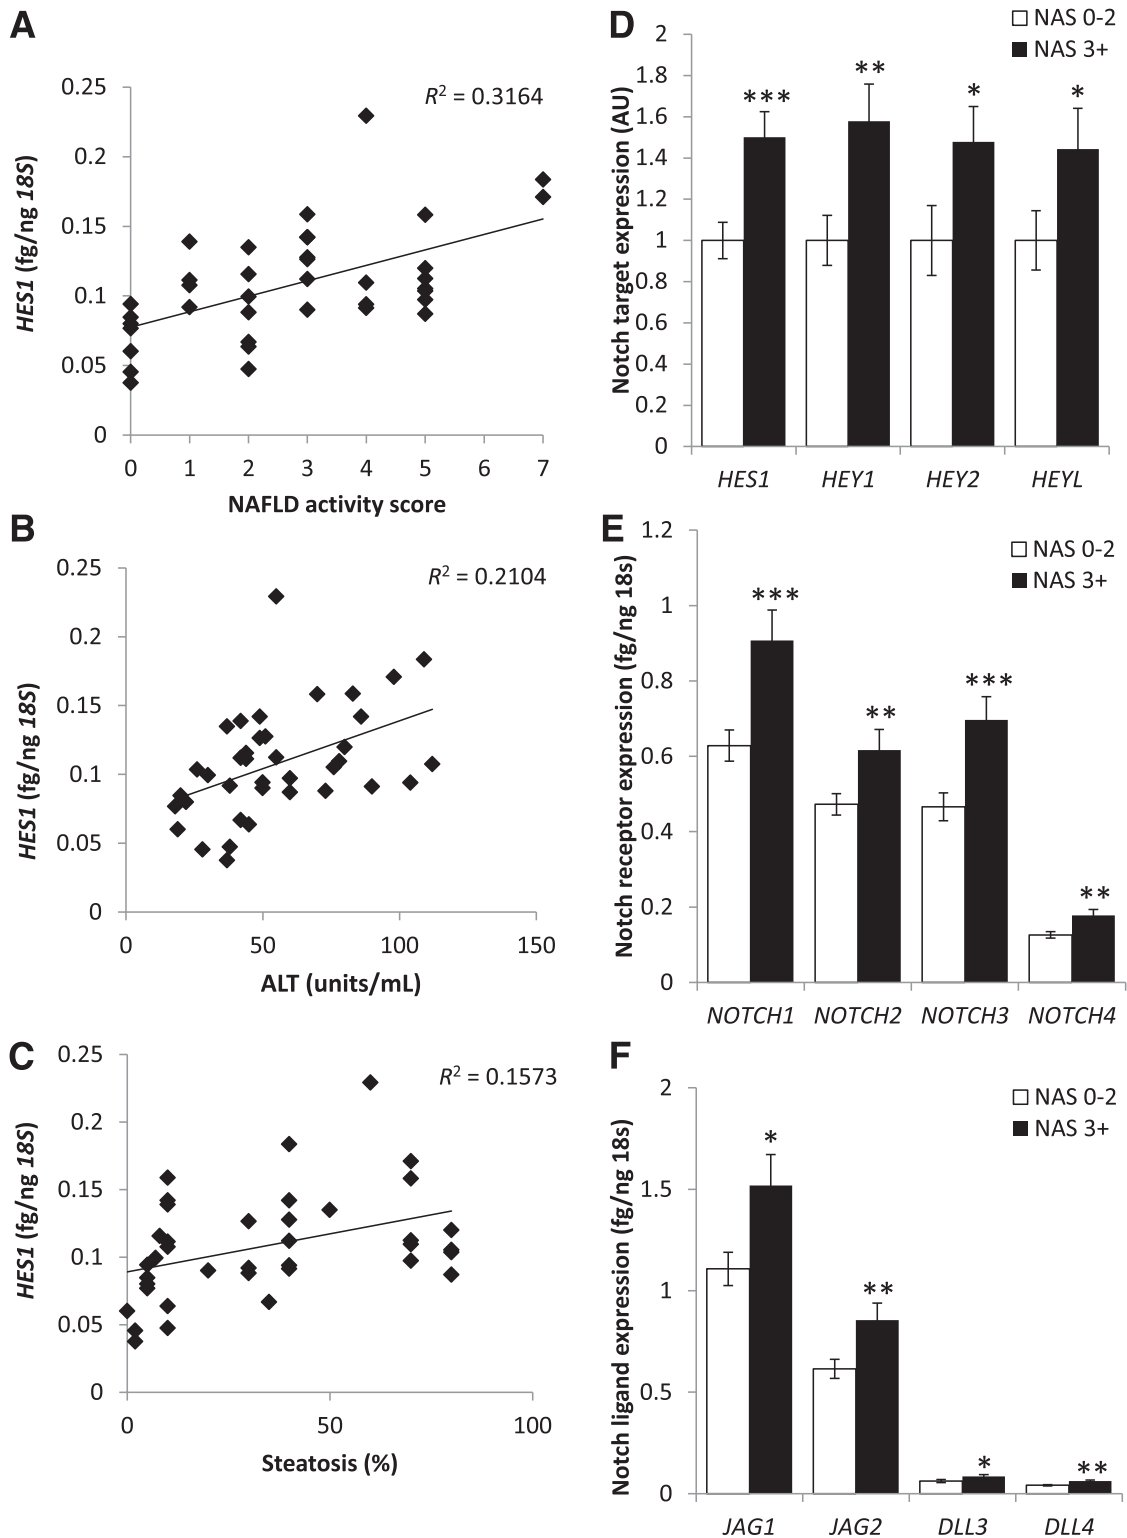 A
R² = 0.3164
HES1 (fg/ng 18S)
0.25
0.2
0.15
0.1
0.05
0
0 1 2 3 4 5 6 7
NAFLD activity score
B
R² = 0.2104
HES1 (fg/ng 18S)
0.25
0.2
0.15
0.1
0.05
0
0 50 100 150
ALT (units/mL)
C
R² = 0.1573
HES1 (fg/ng 18S)
0.25
0.2
0.15
0.1
0.05
0
0 50 100
Steatosis (%)
D
NAS 0-2
NAS 3+
Notch target expression (AU)
2
1.8
1.6
1.4
1.2
1
0.8
0.6
0.4
0.2
0
*** ** * *
HES1 HEY1 HEY2 HEYL
E
NAS 0-2
NAS 3+
Notch receptor expression (fg/ng 18s)
1.2
1
0.8
0.6
0.4
0.2
0
*** ** *** **
NOTCH1 NOTCH2 NOTCH3 NOTCH4
F
NAS 0-2
NAS 3+
Notch ligand expression (fg/ng 18s)
2
1.5
1
0.5
0
* ** * **
JAG1 JAG2 DLL3 DLL4